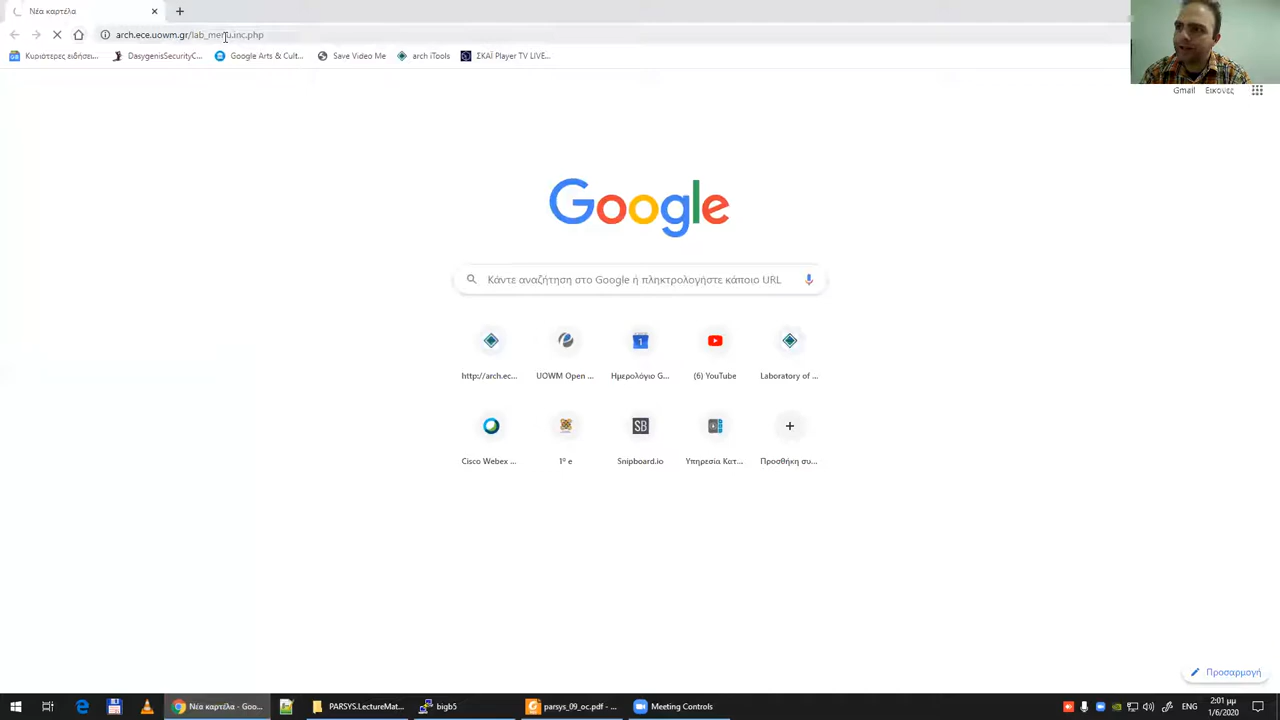 Νέα καρτέλα
arch.ece.uowm.gr/lab_menu.inc.php
Κυριότερες ειδήσει...
DasygenisSecurityC...
Google Arts & Cult...
Save Video Me
arch iTools
ΣΚΑΪ Player TV LIVE...
Gmail
Εικόνες
Google
Κάντε αναζήτηση στο Google ή πληκτρολογήστε κάποιο URL
http://arch.ec...
UOWM Open ...
Ημερολόγιο G...
(6) YouTube
Laboratory of ...
Cisco Webex ...
1º e
Snipboard.io
Υπηρεσία Κατ...
Προσθήκη συ...
Προσαρμογή
Νέα καρτέλα - Goo...
PARSYS.LectureMat...
bigb5
parsys_09_oc.pdf - ...
Meeting Controls
ENG
2:01 μμ
1/6/2020